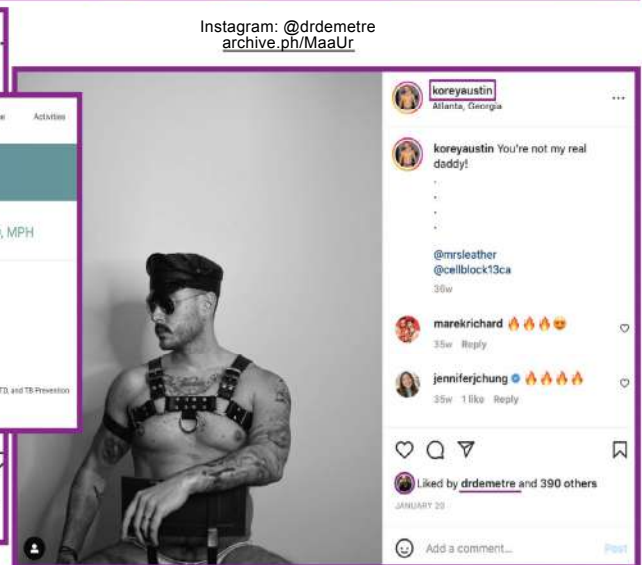 Instagram: @drdemetre
archive.ph/MaaUr
Activities
MPH
TD, and TB Prevention
koreyaustin
Atlanta, Georgia
koreyaustin You're not my real
daddy!
.
.
.
.
@mrsleather
@cellblock13ca
36w
marekrichard 🔥🔥🔥😍
35w Reply
jenniferjchung 🔥🔥🔥🔥
35w 1 like Reply
Liked by drdemetre and 390 others
JANUARY 20
Add a comment...
Post